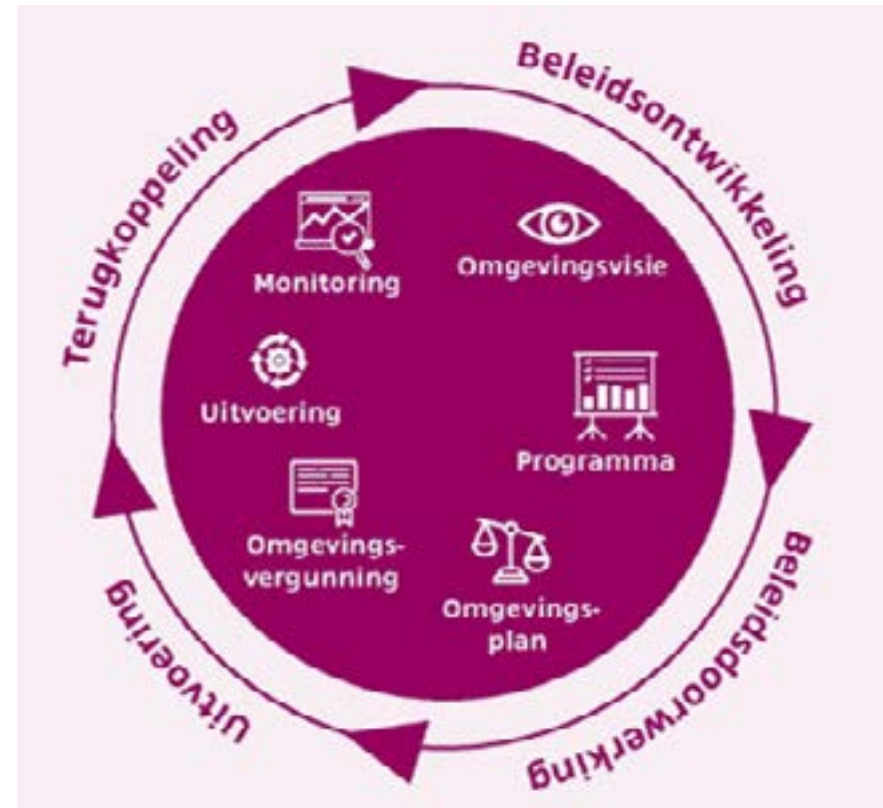 Beleidsontwikkeling
Beleidsdoorwerking
Uitvoering
Terugkoppeling
Omgevingsvisie
Programma
Omgevings-
plan
Omgevings-
vergunning
Uitvoering
Monitoring